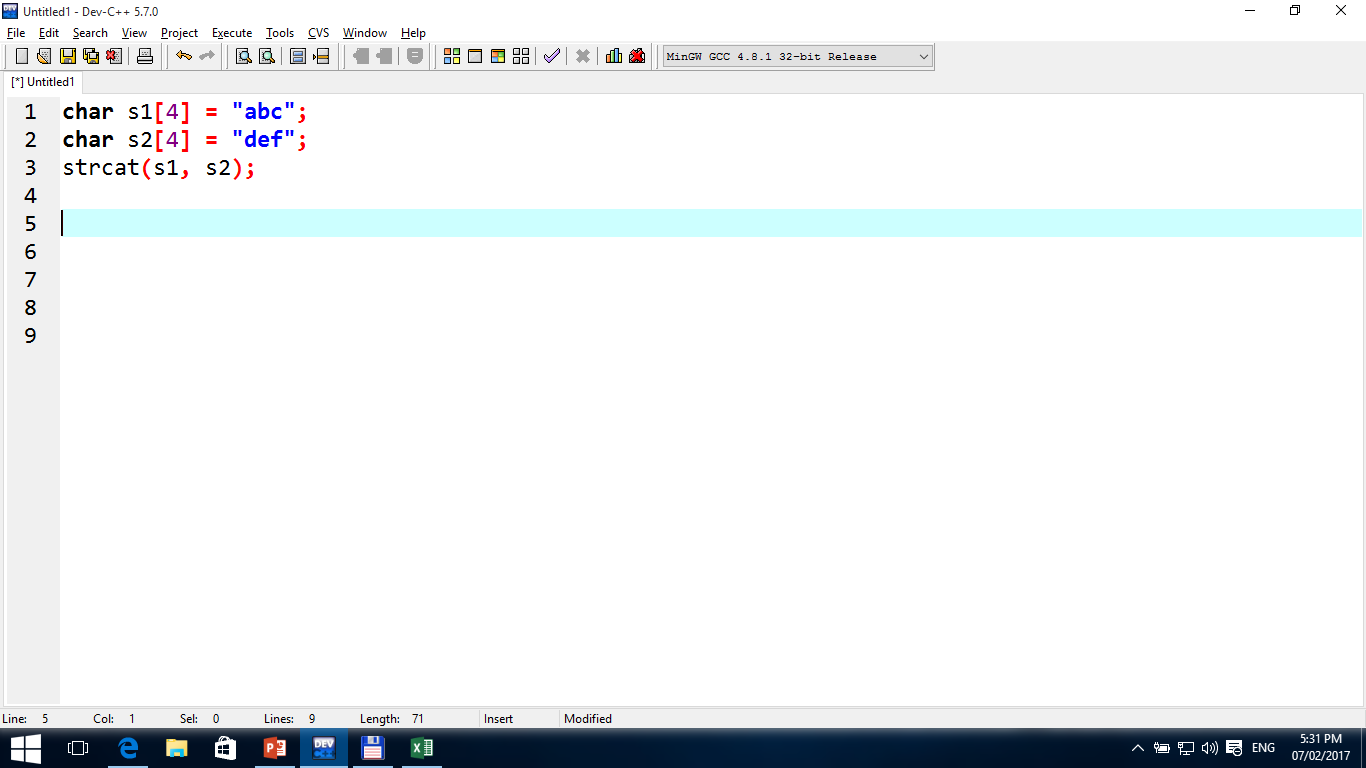 Untitled1 - Dev-C++ 5.7.0
File Edit Search View Project Execute Tools CVS Window Help
MinGW GCC 4.8.1 32-bit Release
[*] Untitled1
1 char s1[4] = "abc";
2 char s2[4] = "def";
3 strcat(s1, s2);
4
5
6
7
8
9
Line: 5 Col: 1 Sel: 0 Lines: 9 Length: 71 Insert Modified
DEV
ENG
5:31 PM
07/02/2017